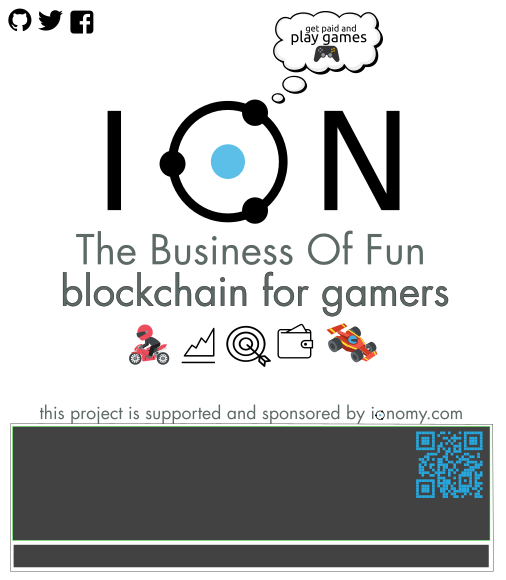 get paid and
play games
ION
The Business Of Fun
blockchain for gamers
this project is supported and sponsored by ionomy.com